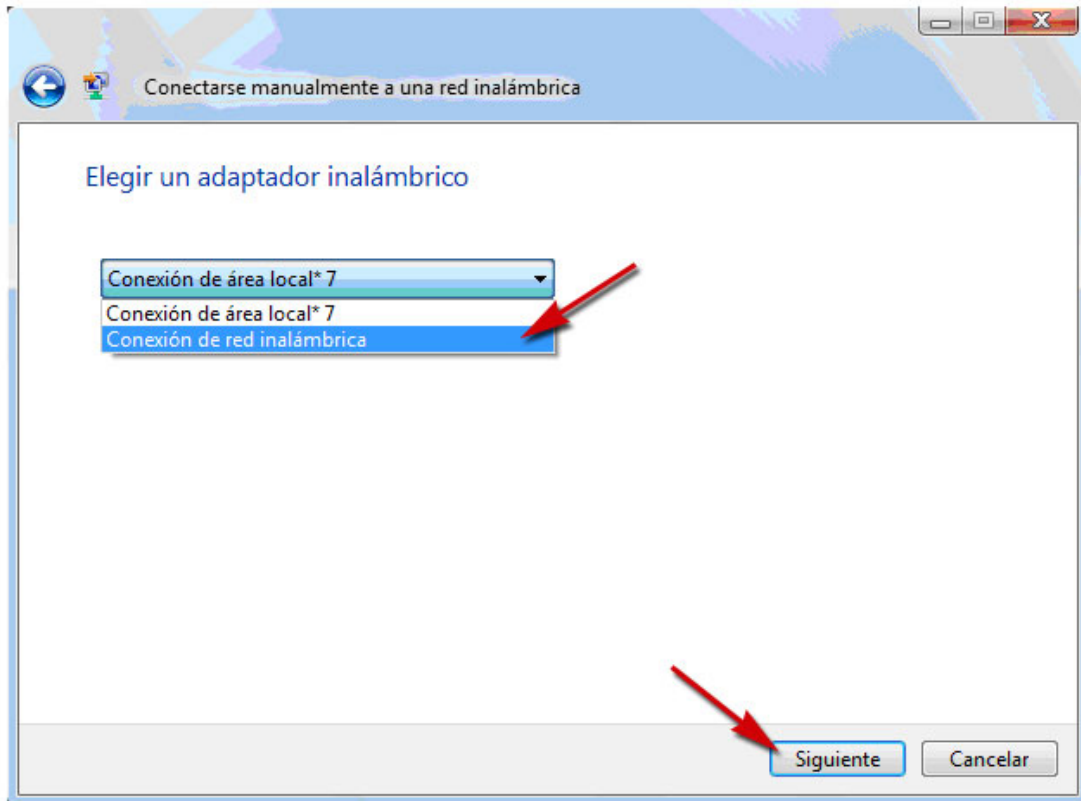 Conectarse manualmente a una red inalámbrica
Elegir un adaptador inalámbrico
Conexión de área local* 7
Conexión de área local* 7
Conexión de red inalámbrica
Siguiente
Cancelar